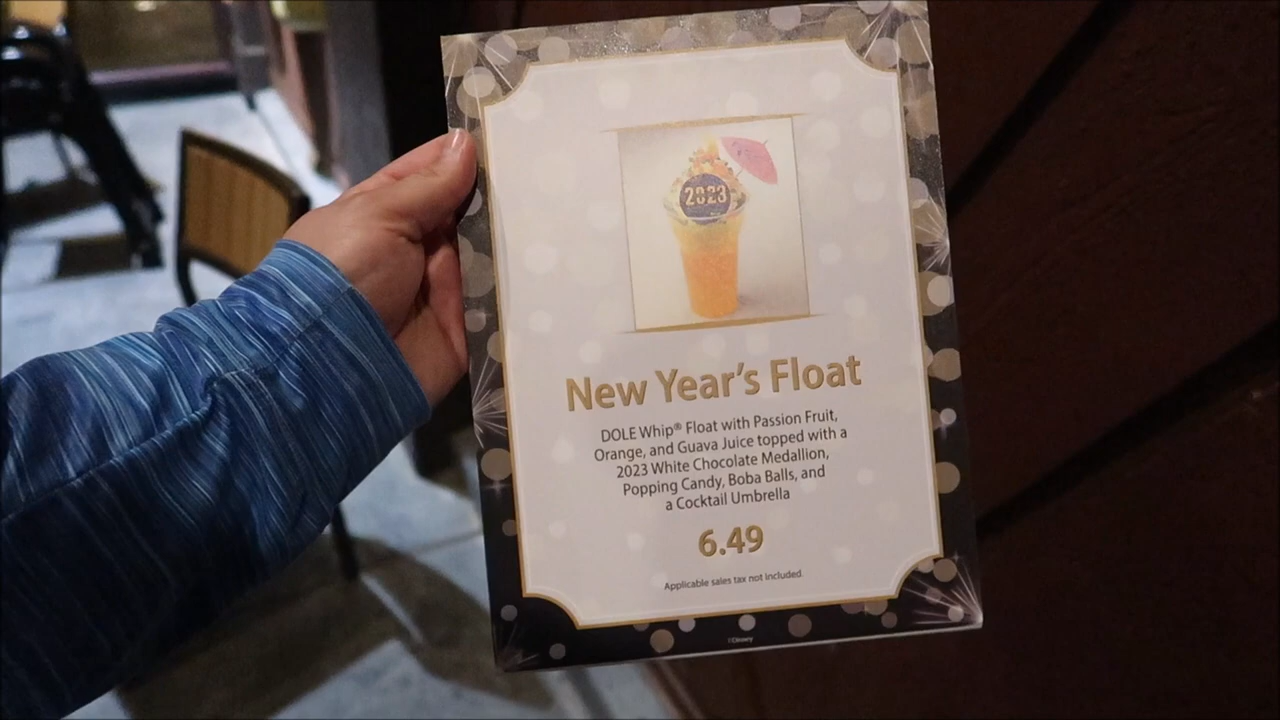 2023
New Year's Float
DOLE Whip® Float with Passion Fruit,
Orange, and Guava Juice topped with a
2023 White Chocolate Medallion,
Popping Candy, Boba Balls, and
a Cocktail Umbrella
6.49
Applicable sales tax not included.
©Disney